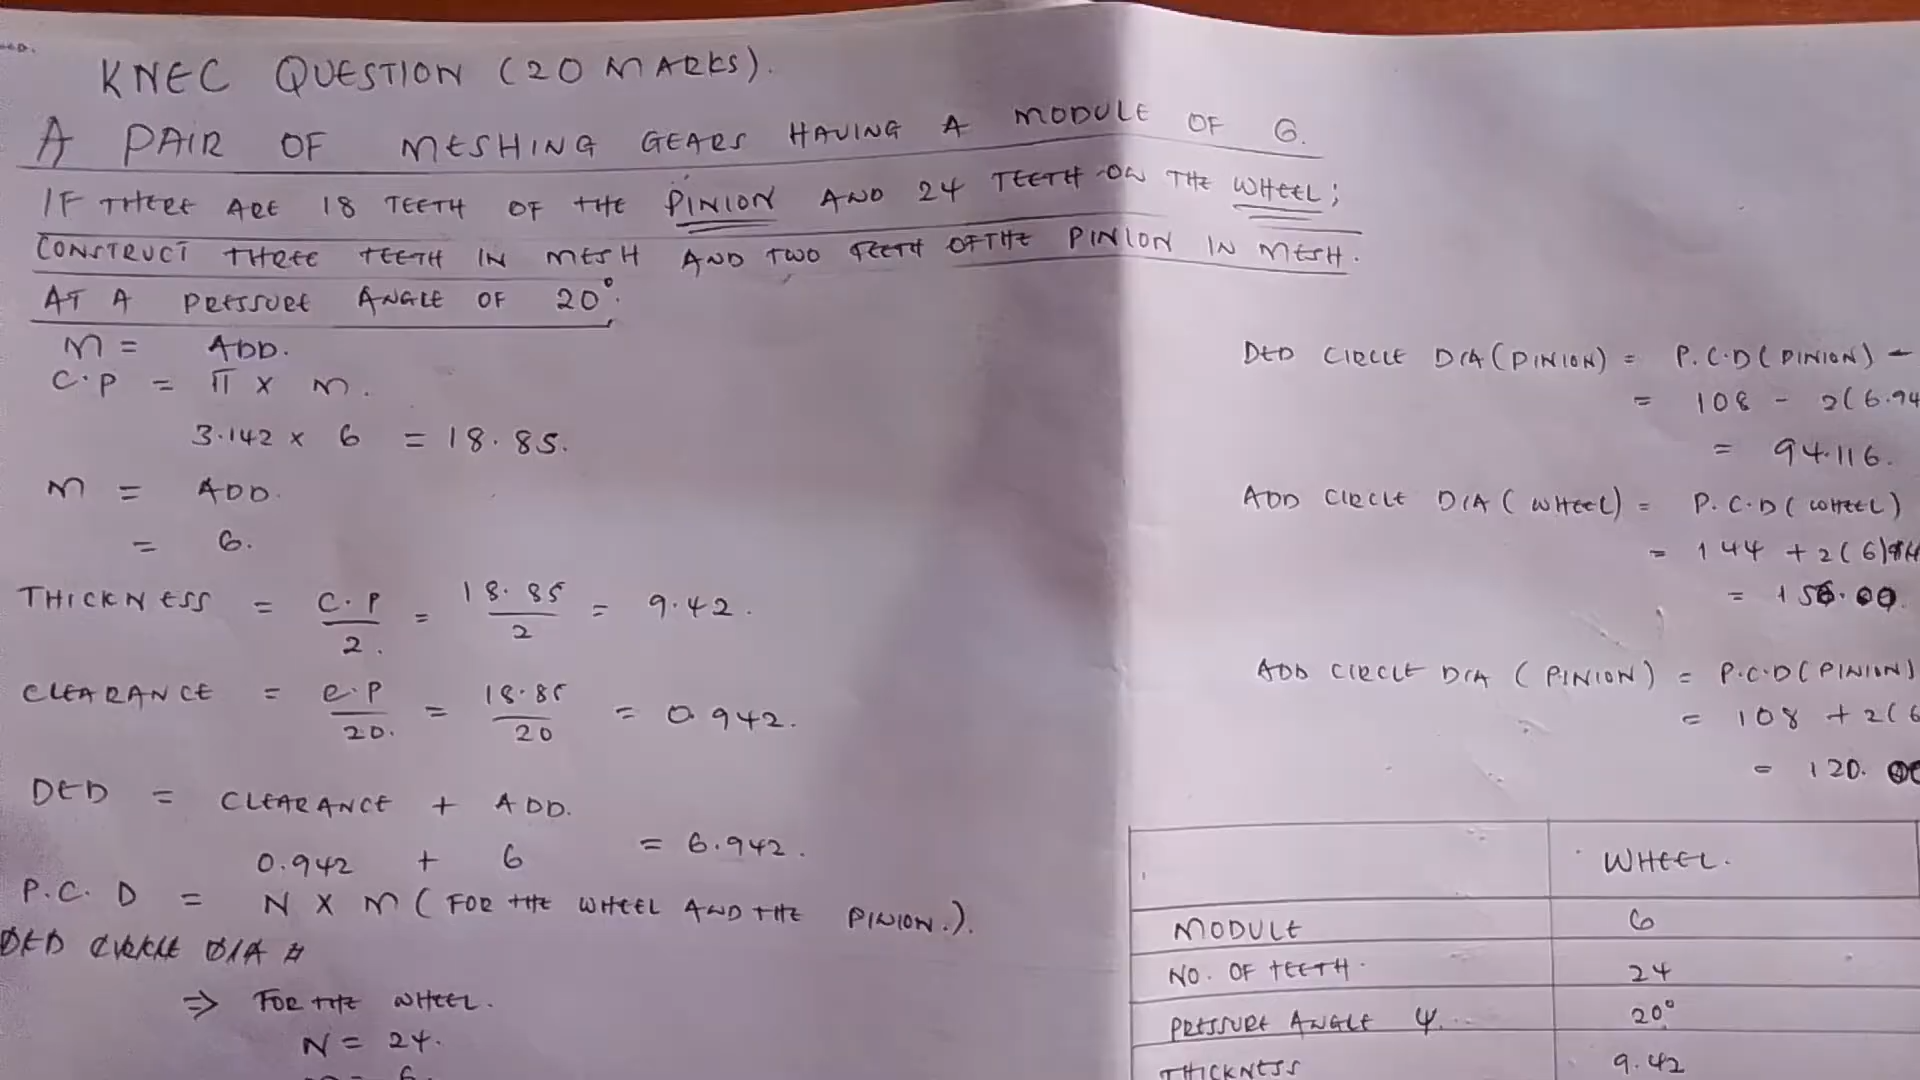 KNEC QUESTION (20 MARKS).
A PAIR OF MESHING GEARS HAVING A MODULE OF 6.
IF THERE ARE 18 TEETH OF THE PINION AND 24 TEETH ON THE WHEEL;
CONSTRUCT THREE TEETH IN MESH AND TWO TEETH OF THE PINION IN MESH.
AT A PRESSURE ANGLE OF 20°.
M = ADD.
C.P = π × M.
3.142 × 6 = 18.85.
M = ADD.
= 6.
THICKNESS = C.P/2. = 18.85/2 = 9.42.
CLEARANCE = C.P/20. = 18.85/20 = 0.942.
DED = CLEARANCE + ADD.
0.942 + 6 = 6.942.
P.C.D = N × M (FOR THE WHEEL AND THE PINION.).
DED CIRCLE DIA =
⇒ FOR THE WHEEL.
N = 24.
DED CIRCLE DIA (PINION) = P.C.D (PINION) -
= 108 - 2(6.94
= 94.116.
ADD CIRCLE DIA (WHEEL) = P.C.D (WHEEL)
= 144 + 2(6)
= 156.00.
ADD CIRCLE DIA (PINION) = P.C.D (PINION)
= 108 + 2(6
= 120.
WHEEL.
MODULE 6
NO. OF TEETH. 24
PRESSURE ANGLE Ψ... 20°
THICKNESS 9.42